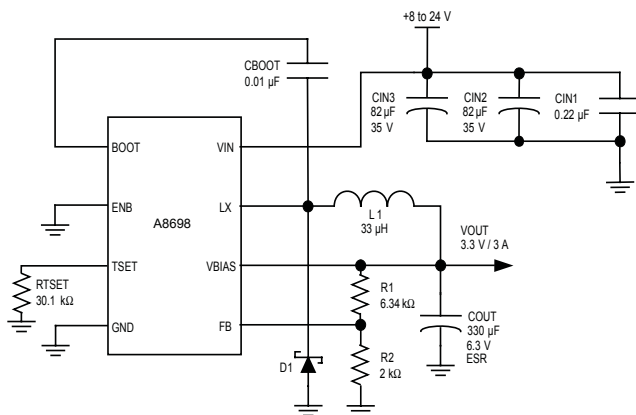 +8 to 24 V
CBOOT
0.01 µF
CIN3
82 µF
35 V
CIN2
82 µF
35 V
CIN1
0.22 µF
BOOT
VIN
ENB
LX
A8698
L1
33 µH
VOUT
3.3 V / 3 A
TSET
VBIAS
RTSET
30.1 kΩ
R1
6.34 kΩ
GND
FB
COUT
330 µF
6.3 V
ESR
D1
R2
2 kΩ